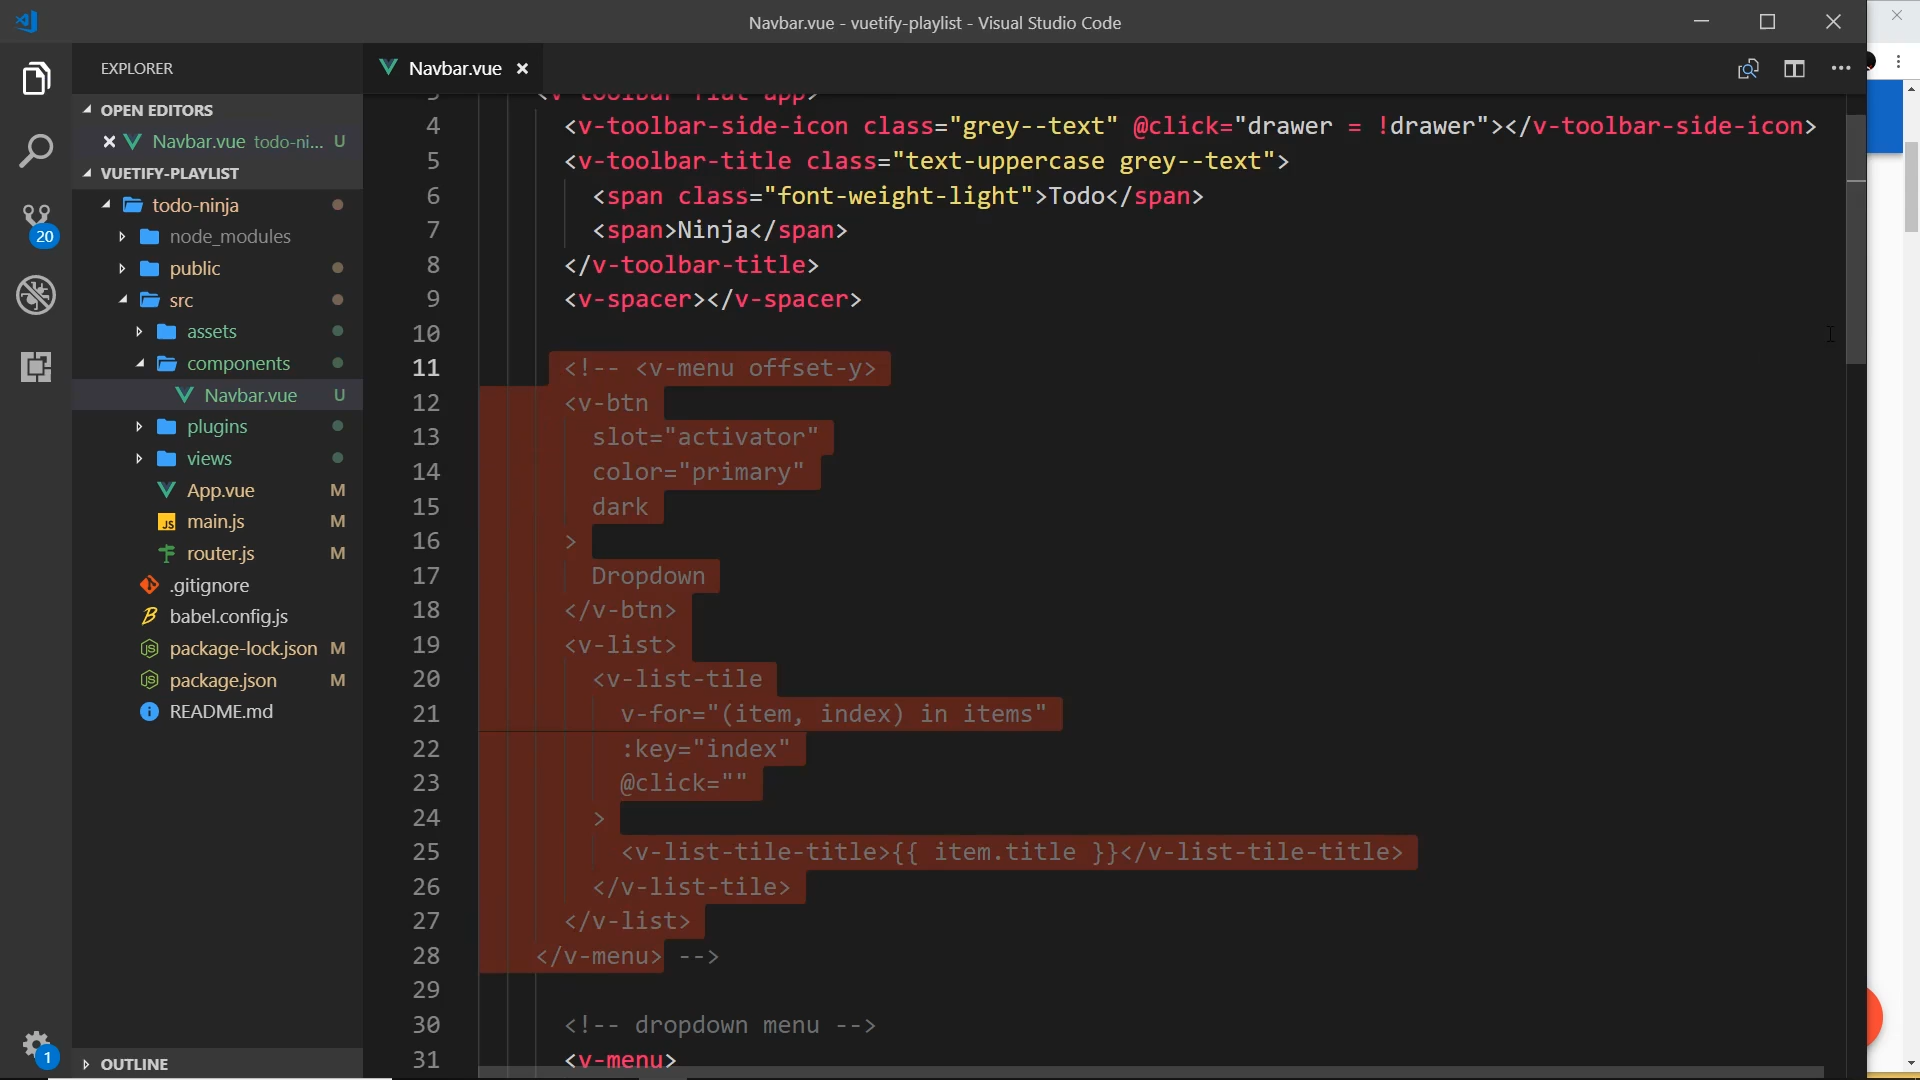 Navbar.vue - vuetify-playlist - Visual Studio Code
EXPLORER
OPEN EDITORS
Navbar.vue todo-ni... U
VUETIFY-PLAYLIST
todo-ninja
node_modules
public
src
assets
components
Navbar.vue U
plugins
views
App.vue M
main.js M
router.js M
.gitignore
babel.config.js
package-lock.json M
package.json M
README.md
OUTLINE
20
1
Navbar.vue
3 <v-toolbar flat app>
4 <v-toolbar-side-icon class="grey--text" @click="drawer = !drawer"></v-toolbar-side-icon>
5 <v-toolbar-title class="text-uppercase grey--text">
6 <span class="font-weight-light">Todo</span>
7 <span>Ninja</span>
8 </v-toolbar-title>
9 <v-spacer></v-spacer>
10
11 <!-- <v-menu offset-y>
12 <v-btn
13 slot="activator"
14 color="primary"
15 dark
16 >
17 Dropdown
18 </v-btn>
19 <v-list>
20 <v-list-tile
21 v-for="(item, index) in items"
22 :key="index"
23 @click=""
24 >
25 <v-list-tile-title>{{ item.title }}</v-list-tile-title>
26 </v-list-tile>
27 </v-list>
28 </v-menu> -->
29
30 <!-- dropdown menu -->
31 <v-menu>